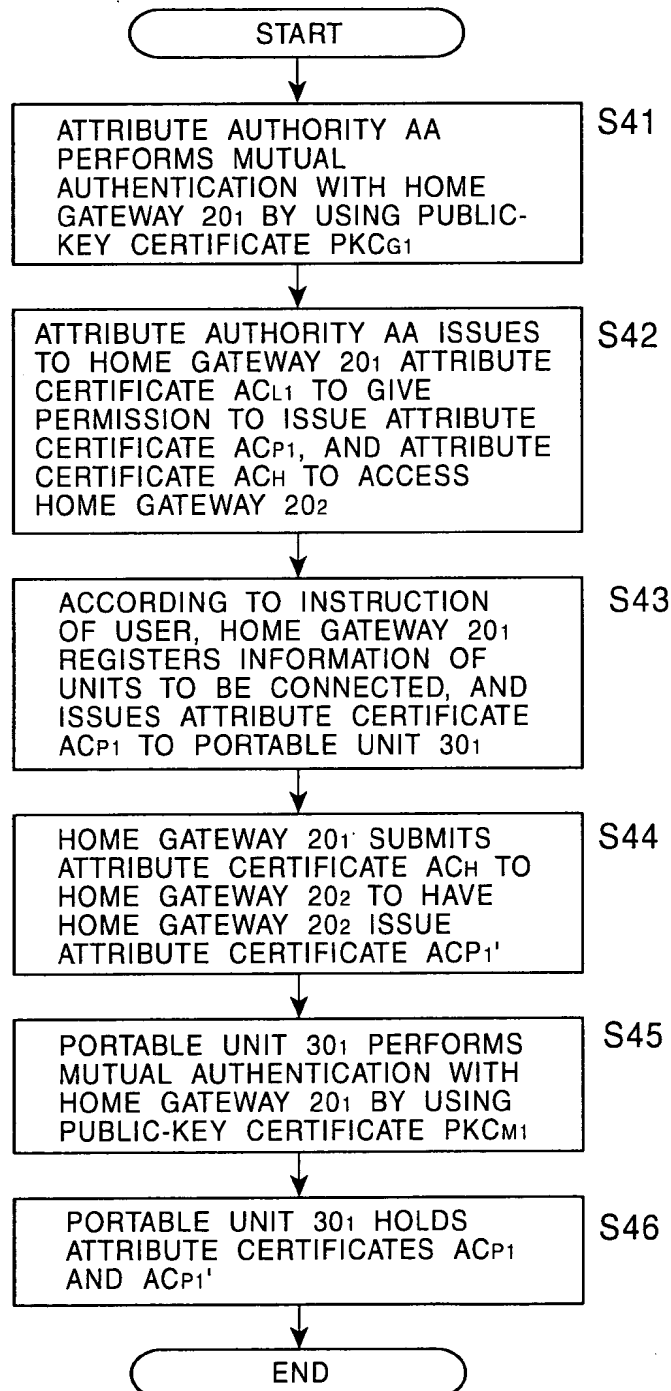 START
ATTRIBUTE AUTHORITY AA
PERFORMS MUTUAL
AUTHENTICATION WITH HOME
GATEWAY 201 BY USING PUBLIC-
KEY CERTIFICATE PKCG1
S41
ATTRIBUTE AUTHORITY AA ISSUES
TO HOME GATEWAY 201 ATTRIBUTE
CERTIFICATE ACL1 TO GIVE
PERMISSION TO ISSUE ATTRIBUTE
CERTIFICATE ACP1, AND ATTRIBUTE
CERTIFICATE ACH TO ACCESS
HOME GATEWAY 202
S42
ACCORDING TO INSTRUCTION
OF USER, HOME GATEWAY 201
REGISTERS INFORMATION OF
UNITS TO BE CONNECTED, AND
ISSUES ATTRIBUTE CERTIFICATE
ACP1 TO PORTABLE UNIT 301
S43
HOME GATEWAY 201 SUBMITS
ATTRIBUTE CERTIFICATE ACH TO
HOME GATEWAY 202 TO HAVE
HOME GATEWAY 202 ISSUE
ATTRIBUTE CERTIFICATE ACP1'
S44
PORTABLE UNIT 301 PERFORMS
MUTUAL AUTHENTICATION WITH
HOME GATEWAY 201 BY USING
PUBLIC-KEY CERTIFICATE PKCM1
S45
PORTABLE UNIT 301 HOLDS
ATTRIBUTE CERTIFICATES ACP1
AND ACP1'
S46
END